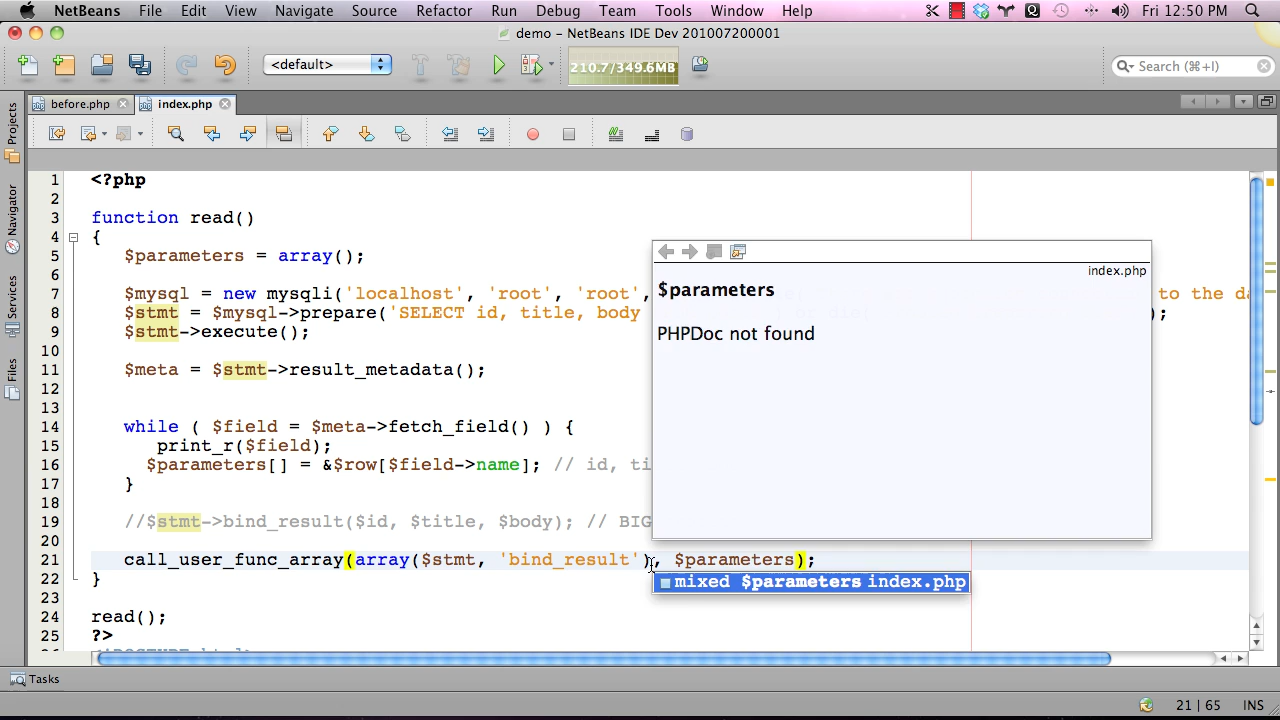 NetBeans File Edit View Navigate Source Refactor Run Debug Team Tools Window Help Fri 12:50 PM
demo - NetBeans IDE Dev 201007200001
<default> 210.7/349.6MB Search (⌘+I)
before.php index.php
Projects
Navigator
Services
Files
1 <?php
2
3 function read()
4 {
5 $parameters = array();
6
7 $mysql = new mysqli('localhost', 'root', 'root', to the da
8 $stmt = $mysql->prepare('SELECT id, title, body );
9 $stmt->execute();
10
11 $meta = $stmt->result_metadata();
12
13
14 while ( $field = $meta->fetch_field() ) {
15 print_r($field);
16 $parameters[] = &$row[$field->name]; // id, ti
17 }
18
19 //$stmt->bind_result($id, $title, $body); // BIG
20
21 call_user_func_array(array($stmt, 'bind_result'), $parameters);
22 }
23
24 read();
25 ?>
index.php
$parameters
PHPDoc not found
mixed $parameters index.php
Tasks
21 | 65 INS